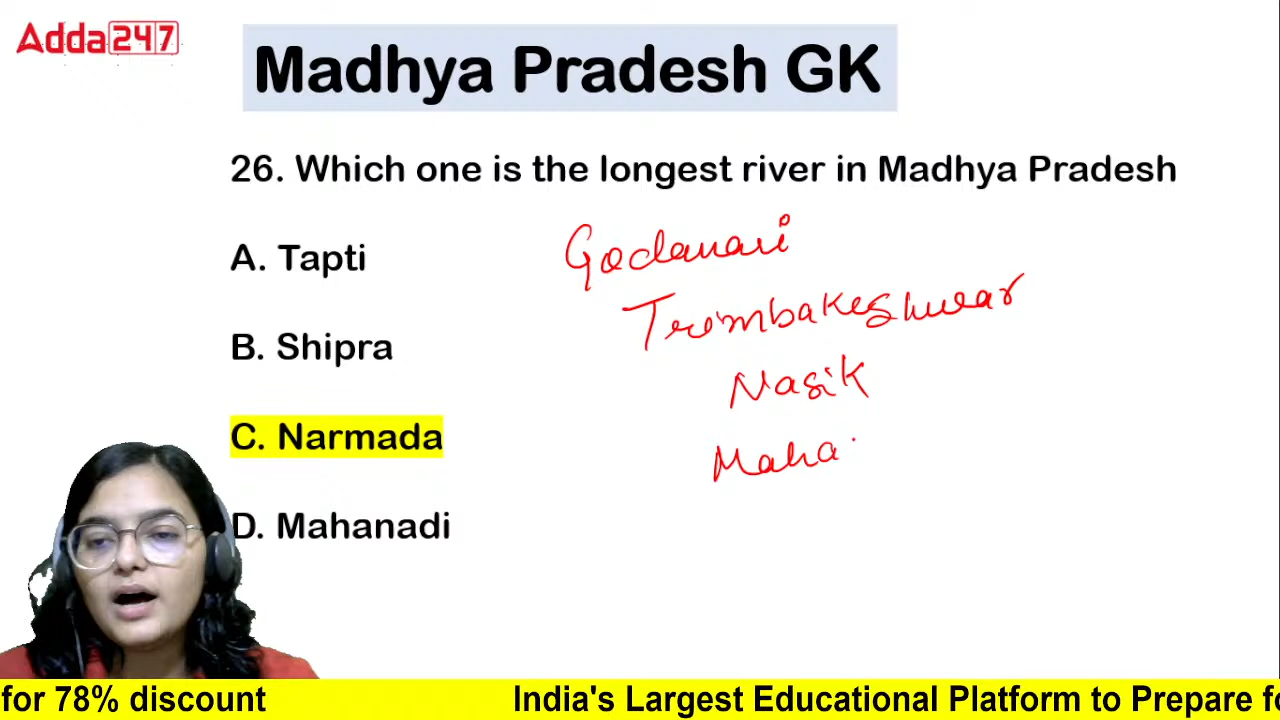 Adda247
Madhya Pradesh GK
26. Which one is the longest river in Madhya Pradesh
A. Tapti
B. Shipra
C. Narmada
D. Mahanadi
Godavari
Trimbakeshwar
Nasik
Maha
for 78% discount
India's Largest Educational Platform to Prepare fo